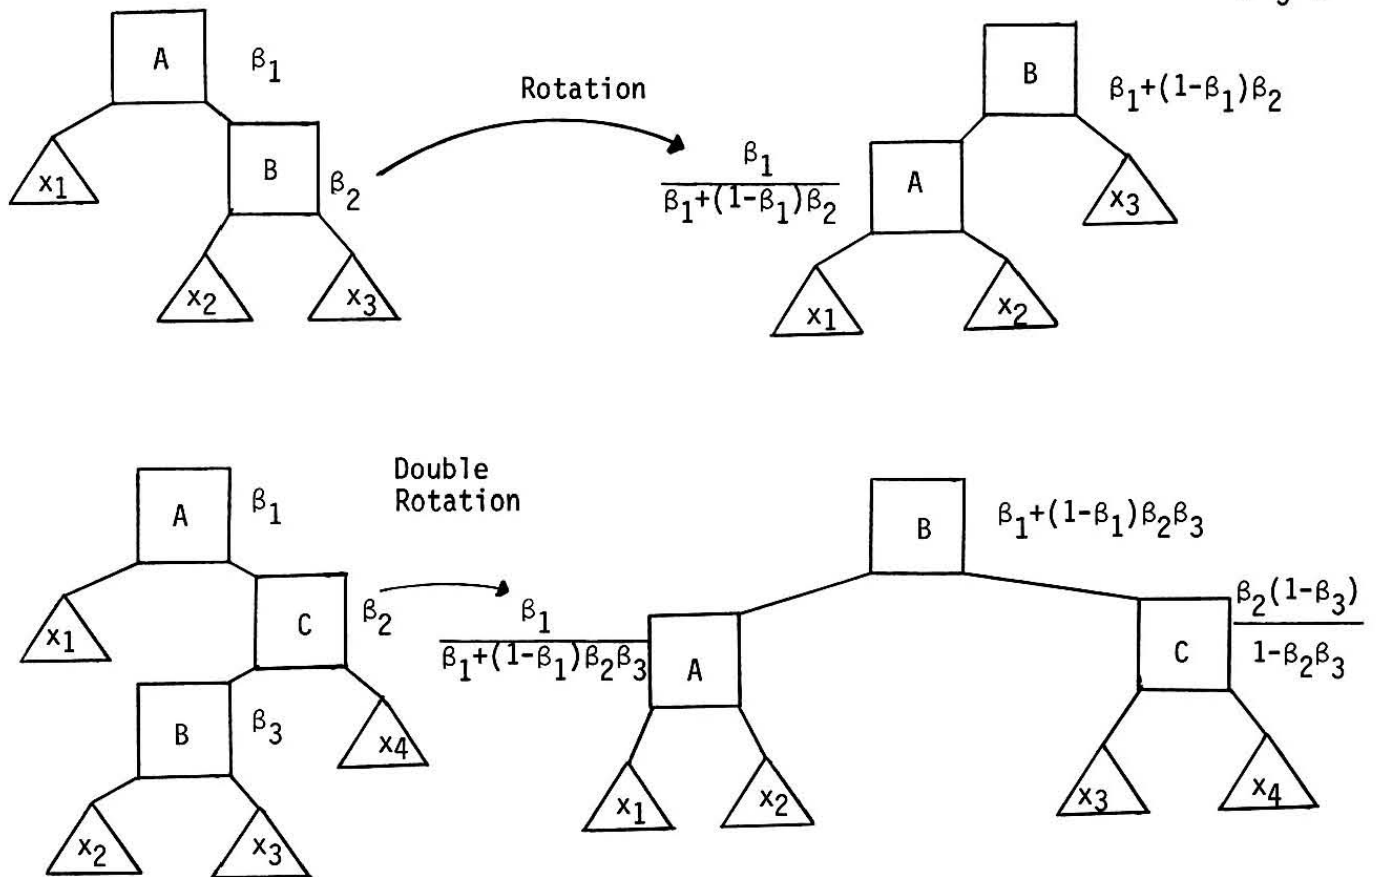 A
β1
x1
B
β2
x2
x3
Rotation
B
β1+(1-β1)β2
β1
β1+(1-β1)β2
A
x3
x1
x2
A
β1
x1
C
β2
B
β3
x4
x2
x3
Double
Rotation
B
β1+(1-β1)β2β3
β1
β1+(1-β1)β2β3
A
β2(1-β3)
1-β2β3
C
x1
x2
x3
x4